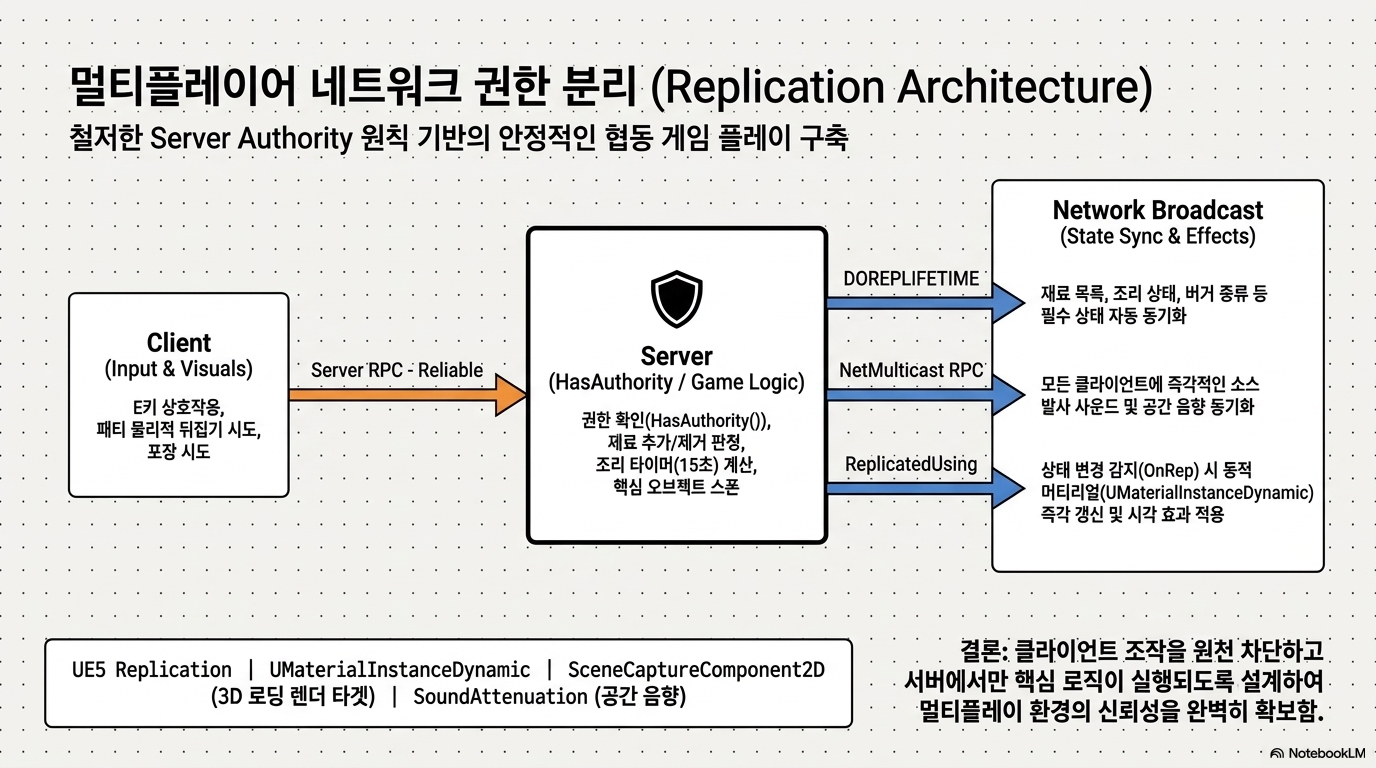 멀티플레이어 네트워크 권한 분리 (Replication Architecture)
철저한 Server Authority 원칙 기반의 안정적인 협동 게임 플레이 구축
Client
(Input & Visuals)
E키 상호작용,
패티 물리적 뒤집기 시도,
포장 시도
Server RPC - Reliable
Server
(HasAuthority / Game Logic)
권한 확인(HasAuthority()),
재료 추가/제거 판정,
조리 타이머(15초) 계산,
핵심 오브젝트 스폰
DOREPLIFETIME
NetMulticast RPC
ReplicatedUsing
Network Broadcast
(State Sync & Effects)
재료 목록, 조리 상태, 버거 종류 등
필수 상태 자동 동기화
모든 클라이언트에 즉각적인 소스
발사 사운드 및 공간 음향 동기화
상태 변경 감지(OnRep) 시 동적
머티리얼(UMaterialInstanceDynamic)
즉각 갱신 및 시각 효과 적용
UE5 Replication | UMaterialInstanceDynamic | SceneCaptureComponent2D
(3D 로딩 렌더 타겟) | SoundAttenuation (공간 음향)
결론: 클라이언트 조작을 원천 차단하고
서버에서만 핵심 로직이 실행되도록 설계하여
멀티플레이 환경의 신뢰성을 완벽히 확보함.
NotebookLM